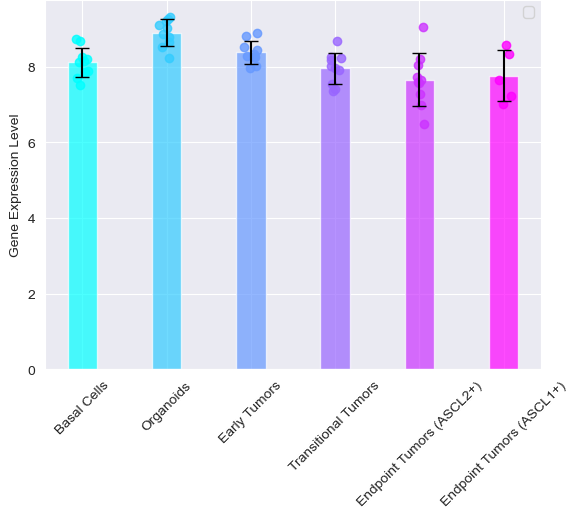 Gene Expression Level
8
6
4
2
0
Basal Cells
Organoids
Early Tumors
Transitional Tumors
Endpoint Tumors (ASCL2+)
Endpoint Tumors (ASCL1+)